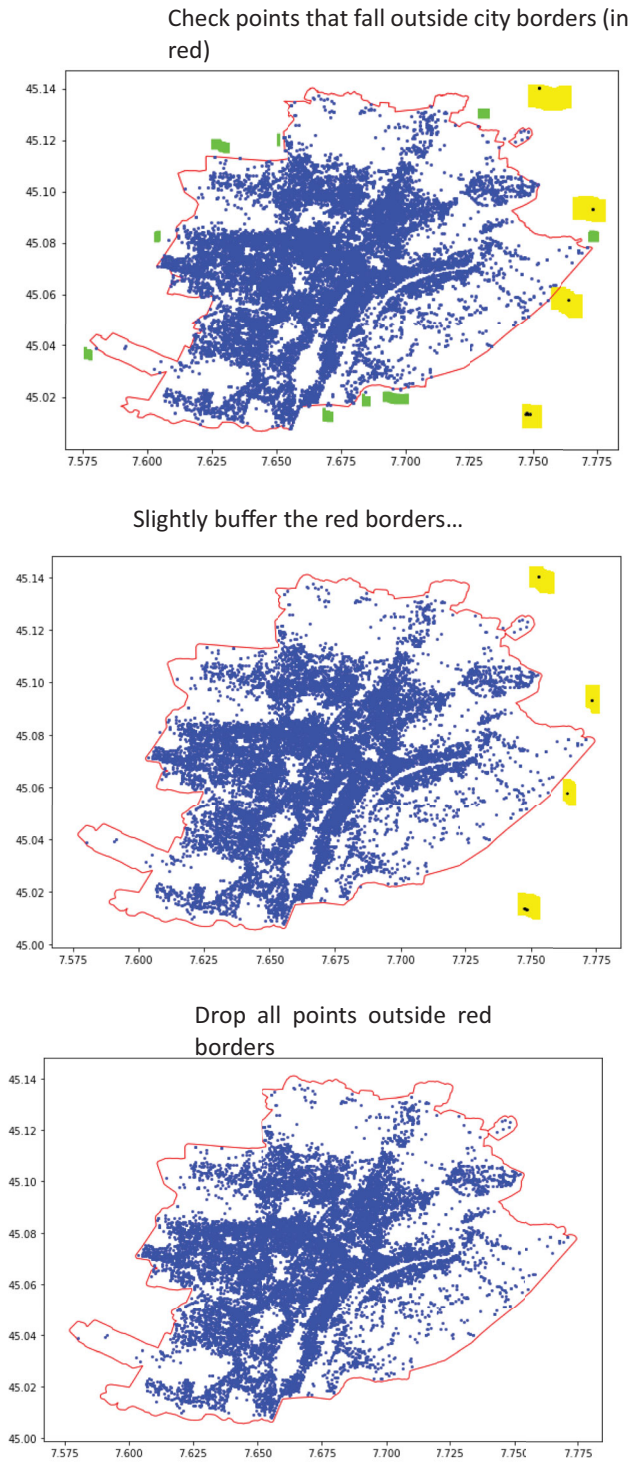 Check points that fall outside city borders (in
red)
45.14
45.12
45.10
45.08
45.06
45.04
45.02
7.575 7.600 7.625 7.650 7.675 7.700 7.725 7.750 7.775
Slightly buffer the red borders...
45.14
45.12
45.10
45.08
45.06
45.04
45.02
45.00
7.575 7.600 7.625 7.650 7.675 7.700 7.725 7.750 7.775
Drop all points outside red
borders
45.14
45.12
45.10
45.08
45.06
45.04
45.02
45.00
7.575 7.600 7.625 7.650 7.675 7.700 7.725 7.750 7.775